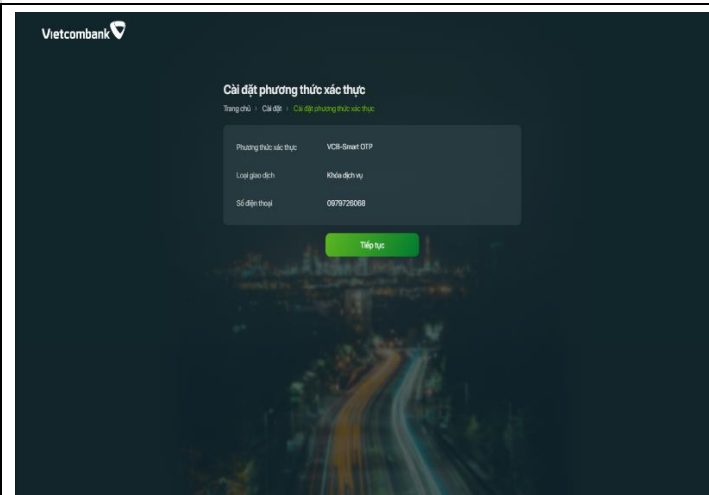 Vietcombank
Cài đặt phương thức xác thực
Trang chủ › Cài đặt › Cài đặt phương thức xác thực
Phương thức xác thực VCB-Smart OTP
Loại giao dịch Khóa dịch vụ
Số điện thoại 0979726068
Tiếp tục